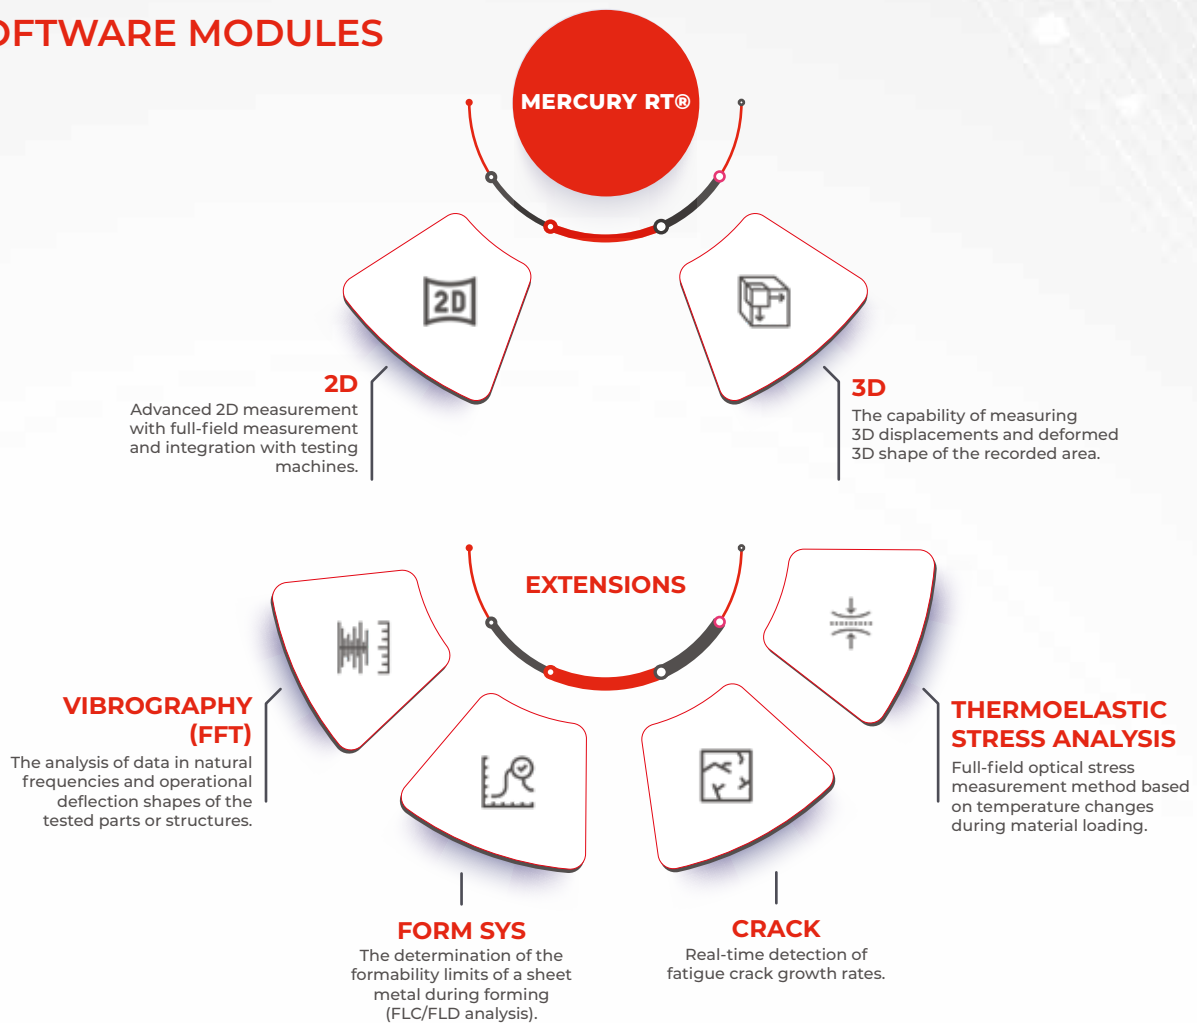 OFTWARE MODULES
MERCURY RT®
2D
2D
Advanced 2D measurement
with full-field measurement
and integration with testing
machines.
3D
The capability of measuring
3D displacements and deformed
3D shape of the recorded area.
EXTENSIONS
VIBROGRAPHY
(FFT)
The analysis of data in natural
frequencies and operational
deflection shapes of the
tested parts or structures.
FORM SYS
The determination of the
formability limits of a sheet
metal during forming
(FLC/FLD analysis).
CRACK
Real-time detection of
fatigue crack growth rates.
THERMOELASTIC
STRESS ANALYSIS
Full-field optical stress
measurement method based
on temperature changes
during material loading.